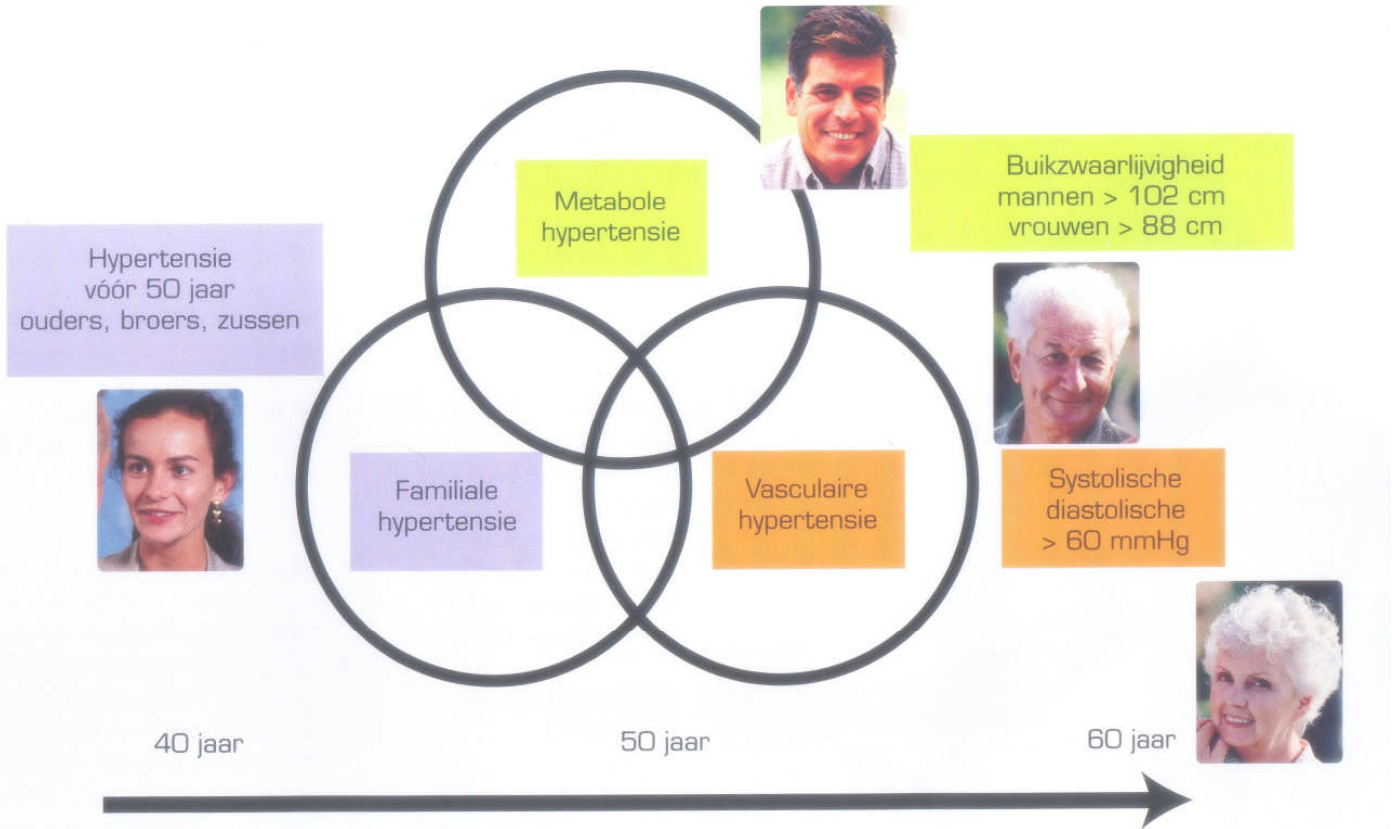 Metabole
hypertensie
Buikzwaarlijvigheid
mannen > 102 cm
vrouwen > 88 cm
Hypertensie
vóór 50 jaar
ouders, broers, zussen
Familiale
hypertensie
Vasculaire
hypertensie
Systolische
diastolische
> 60 mmHg
40 jaar
50 jaar
60 jaar